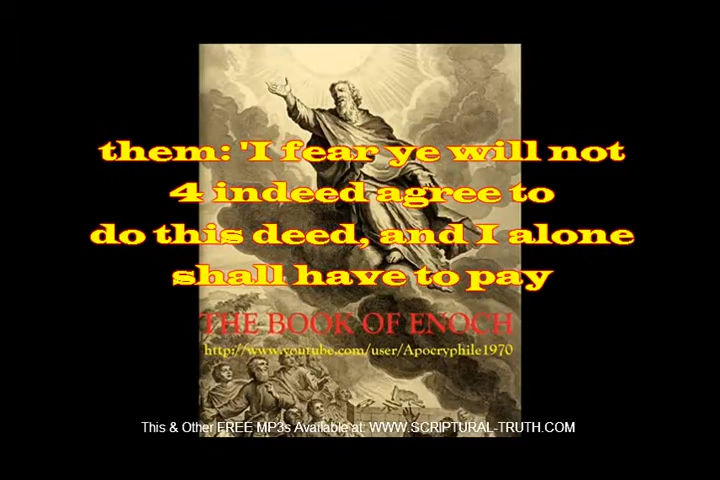 them: 'I fear ye will not
4 indeed agree to
do this deed, and I alone
shall have to pay
THE BOOK OF ENOCH
http://www.youtube.com/user/Apocryphile1970
This & Other FREE MP3s Available at: WWW.SCRIPTURAL-TRUTH.COM